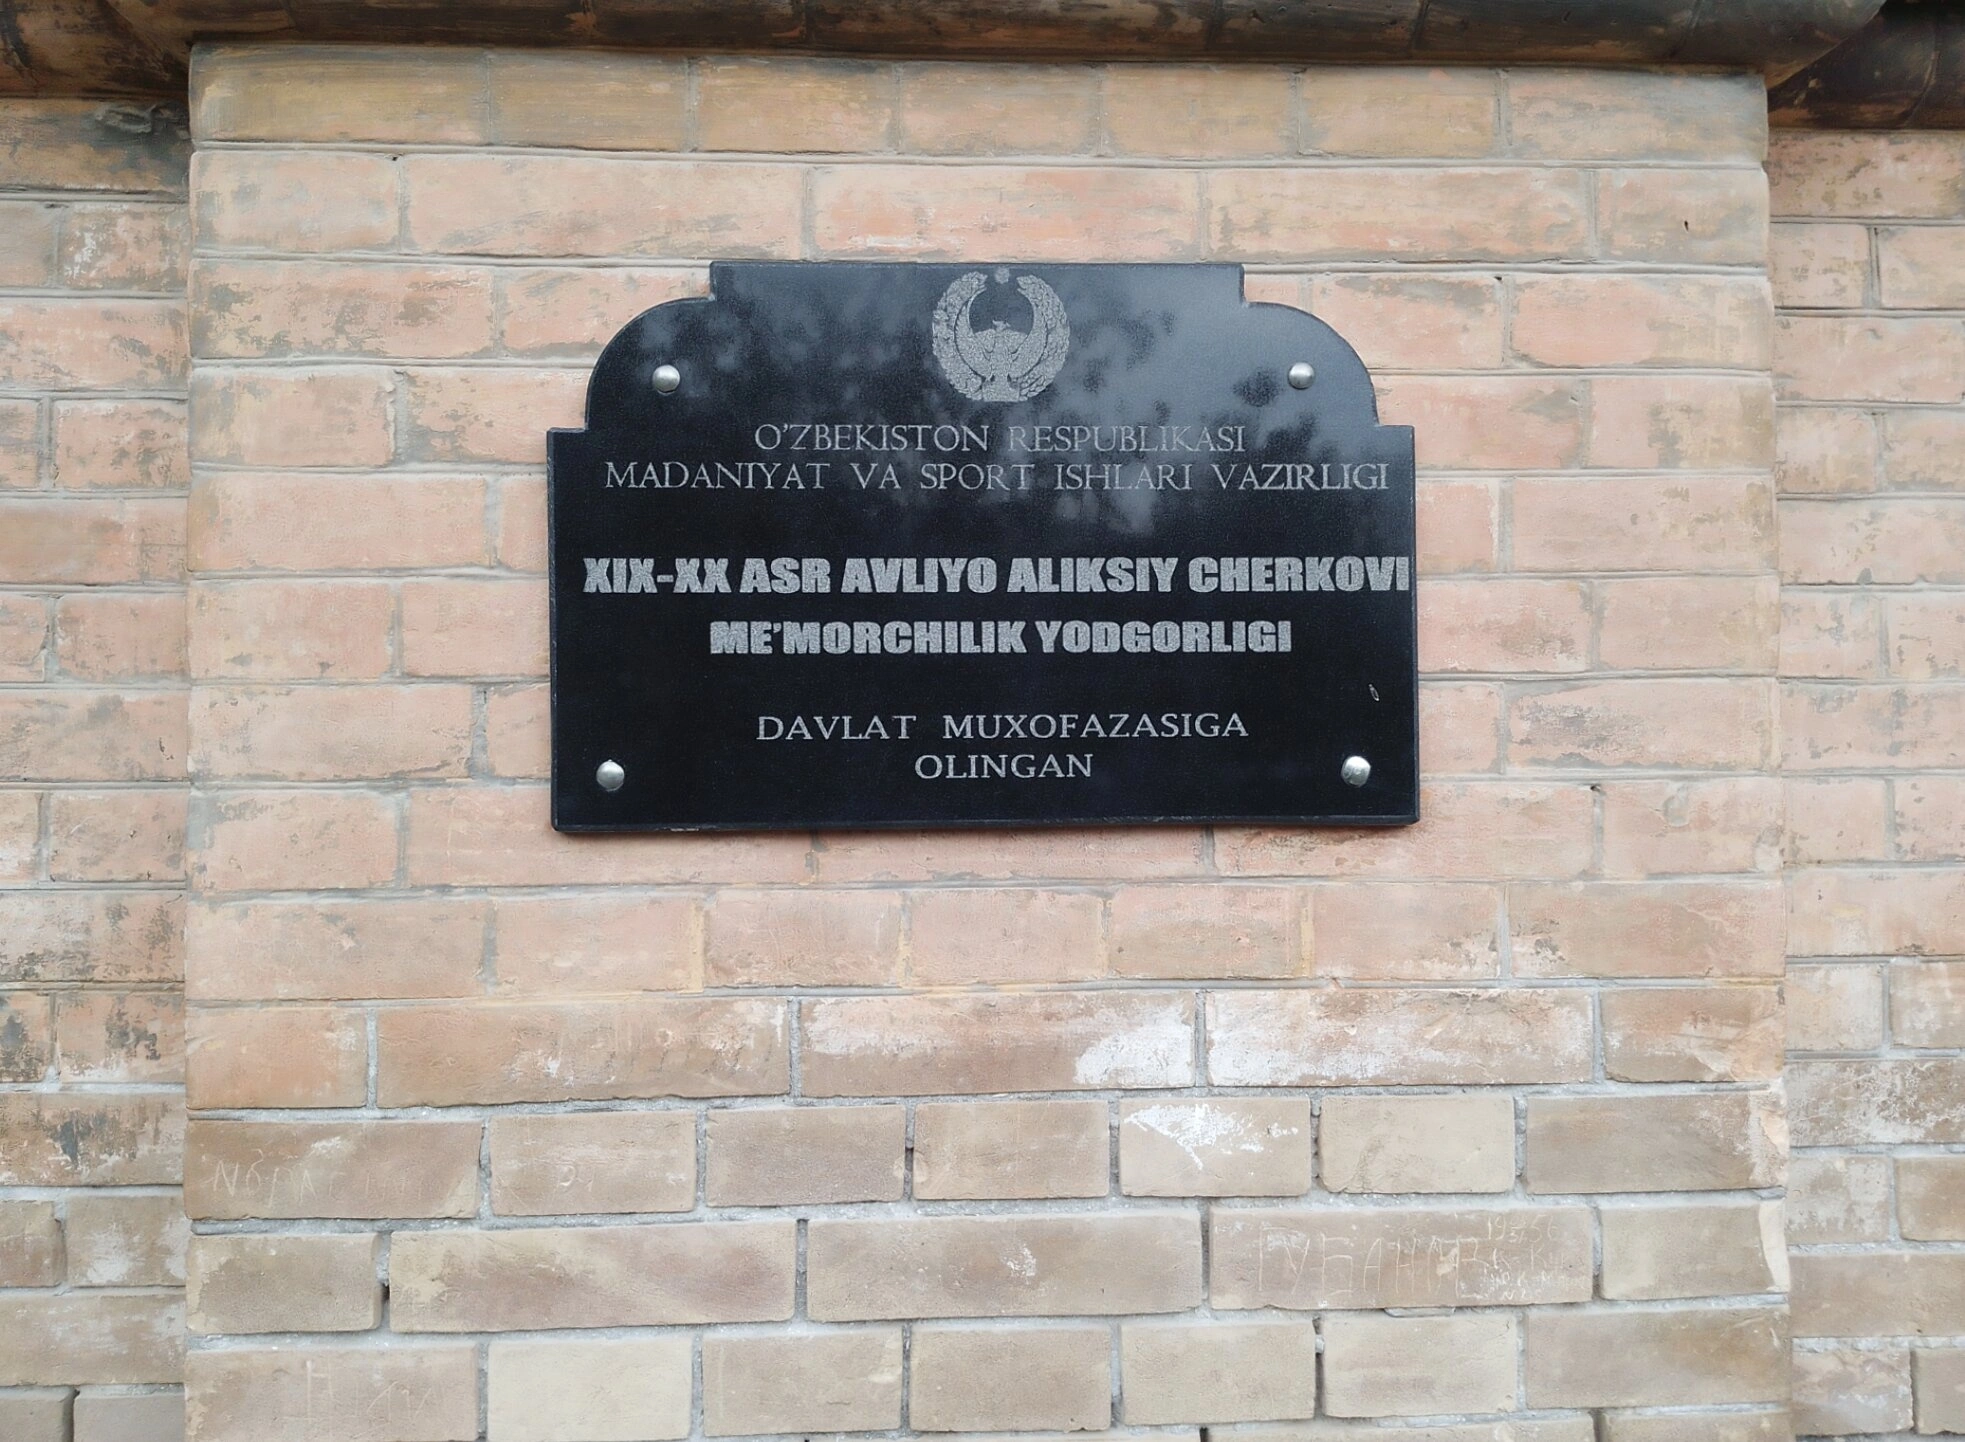 O'ZBEKISTON RESPUBLIKASI
MADANIYAT VA SPORT ISHLARI VAZIRLIGI
XIX-XX ASR AVLIYO ALIKSIY CHERKOVI
ME'MORCHILIK YODGORLIGI
DAVLAT MUXOFAZASIGA
OLINGAN